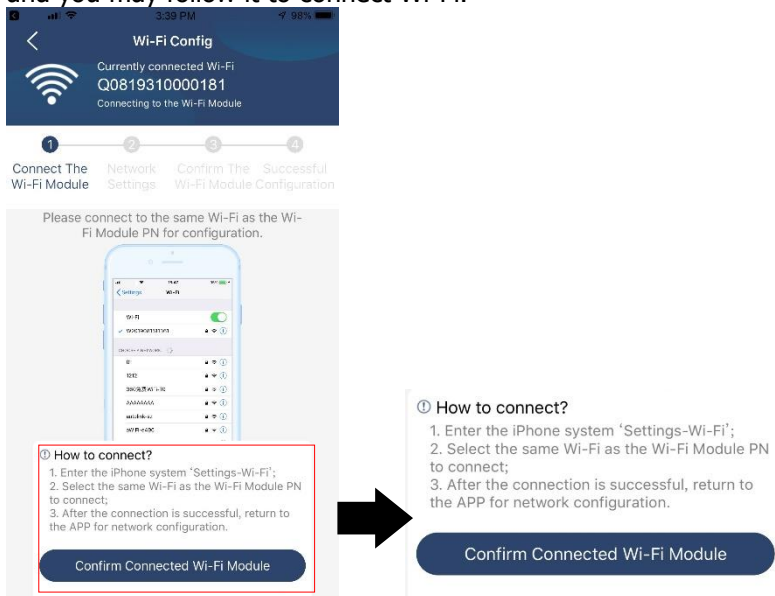 and you may follow it to connect Wi-Fi.
3:39 PM 98%
Wi-Fi Config
Currently connected Wi-Fi
Q0819310000181
Connecting to the Wi-Fi Module
1 2 3 4
Connect The Network Confirm The Successful
Wi-Fi Module Settings Wi-Fi Module Configuration
Please connect to the same Wi-Fi as the Wi-
Fi Module PN for configuration.
Settings Wi-Fi
Wi-Fi
1212
AAAAAAAA
① How to connect?
1. Enter the iPhone system ‘Settings-Wi-Fi’;
2. Select the same Wi-Fi as the Wi-Fi Module PN
to connect;
3. After the connection is successful, return to
the APP for network configuration.
Confirm Connected Wi-Fi Module
① How to connect?
1. Enter the iPhone system ‘Settings-Wi-Fi’;
2. Select the same Wi-Fi as the Wi-Fi Module PN
to connect;
3. After the connection is successful, return to
the APP for network configuration.
Confirm Connected Wi-Fi Module